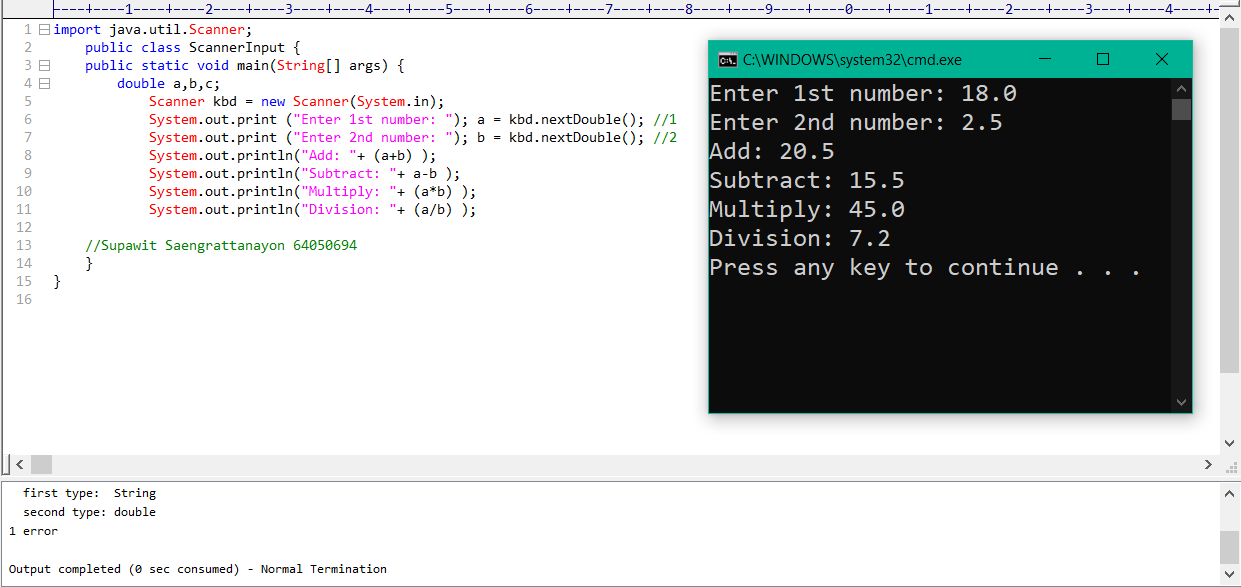 ----+----1----+----2----+----3----+----4----+----5----+----6----+----7----+----8----+----9----+----0----+----1----+----2----+----3----+----4----+-
1 import java.util.Scanner;
2 public class ScannerInput {
3 public static void main(String[] args) {
4 double a,b,c;
5 Scanner kbd = new Scanner(System.in);
6 System.out.print ("Enter 1st number: "); a = kbd.nextDouble(); //1
7 System.out.print ("Enter 2nd number: "); b = kbd.nextDouble(); //2
8 System.out.println("Add: "+ (a+b) );
9 System.out.println("Subtract: "+ a-b );
10 System.out.println("Multiply: "+ (a*b) );
11 System.out.println("Division: "+ (a/b) );
12
13 //Supawit Saengrattanayon 64050694
14 }
15 }
16
C:\WINDOWS\system32\cmd.exe
Enter 1st number: 18.0
Enter 2nd number: 2.5
Add: 20.5
Subtract: 15.5
Multiply: 45.0
Division: 7.2
Press any key to continue . . .
first type: String
second type: double
1 error
Output completed (0 sec consumed) - Normal Termination